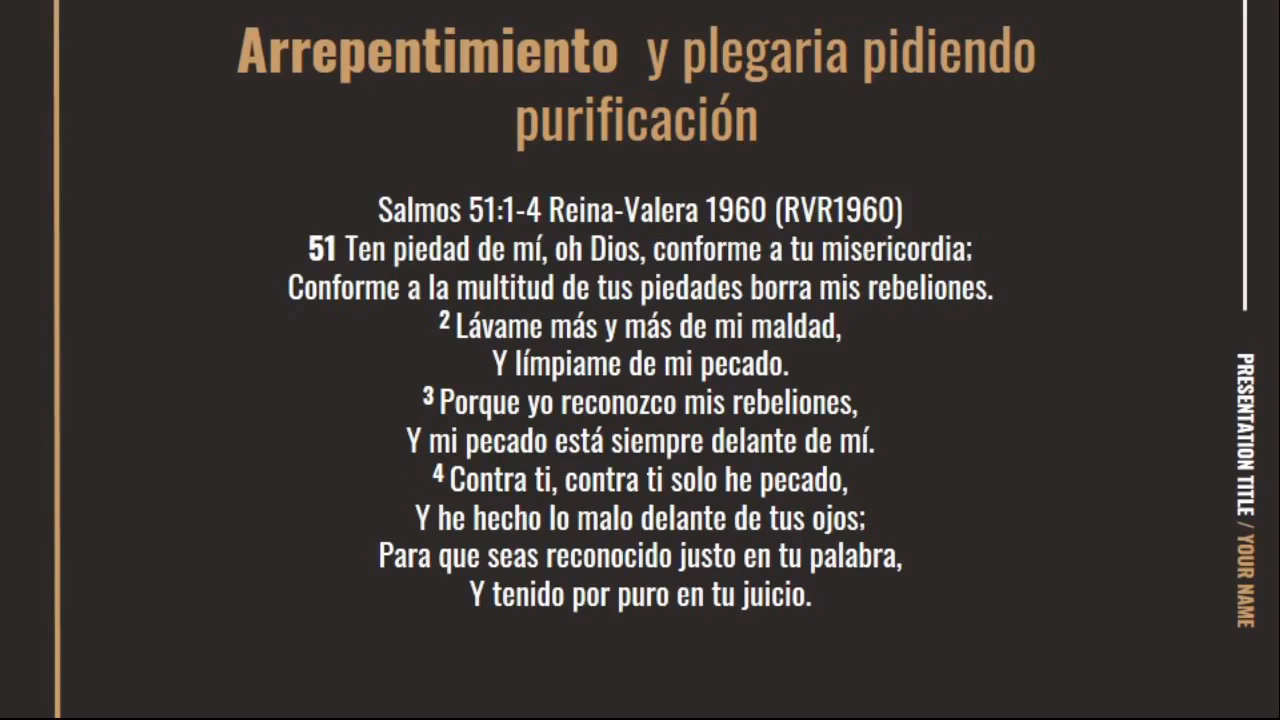 Arrepentimiento y plegaria pidiendo
purificación
Salmos 51:1-4 Reina-Valera 1960 (RVR1960)
51 Ten piedad de mí, oh Dios, conforme a tu misericordia;
Conforme a la multitud de tus piedades borra mis rebeliones.
2 Lávame más y más de mi maldad,
Y límpiame de mi pecado.
3 Porque yo reconozco mis rebeliones,
Y mi pecado está siempre delante de mí.
4 Contra ti, contra ti solo he pecado,
Y he hecho lo malo delante de tus ojos;
Para que seas reconocido justo en tu palabra,
Y tenido por puro en tu juicio.
PRESENTATION TITLE / YOUR NAME